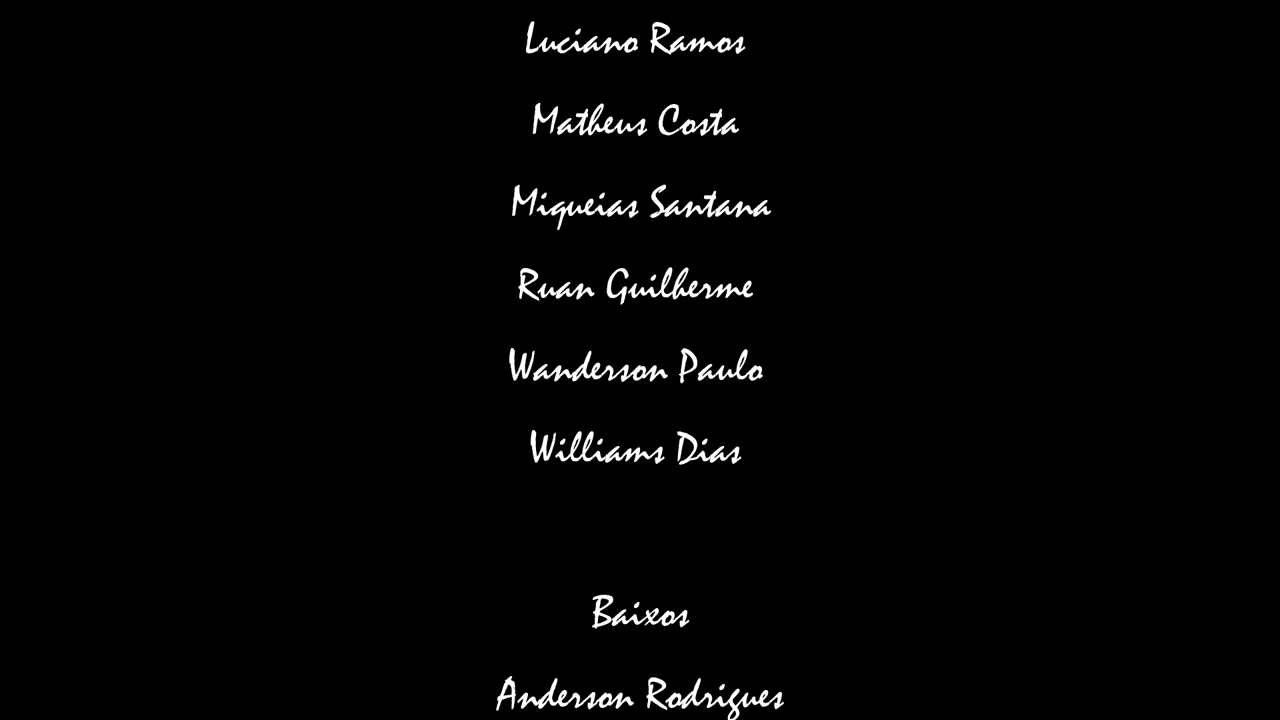 Luciano Ramos
Matheus Costa
Miqueias Santana
Ruan Guilherme
Wanderson Paulo
Williams Dias
Baixos
Anderson Rodrigues